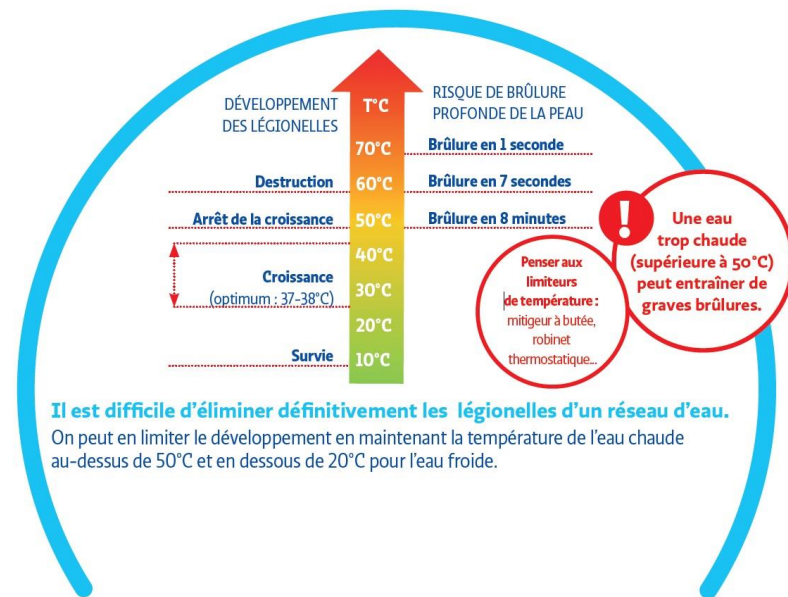 DÉVELOPPEMENT
DES LÉGIONELLES
T°C
RISQUE DE BRÛLURE
PROFONDE DE LA PEAU
70°C
Brûlure en 1 seconde
Destruction
60°C
Brûlure en 7 secondes
Arrêt de la croissance
50°C
Brûlure en 8 minutes
40°C
Croissance
(optimum : 37-38°C)
30°C
20°C
Survie
10°C
!
Une eau
trop chaude
(supérieure à 50°C)
peut entraîner de
graves brûlures.
Penser aux
limiteurs
de température :
mitigeur à butée,
robinet
thermostatique...
Il est difficile d'éliminer définitivement les légionelles d'un réseau d'eau.
On peut en limiter le développement en maintenant la température de l'eau chaude
au-dessus de 50°C et en dessous de 20°C pour l'eau froide.